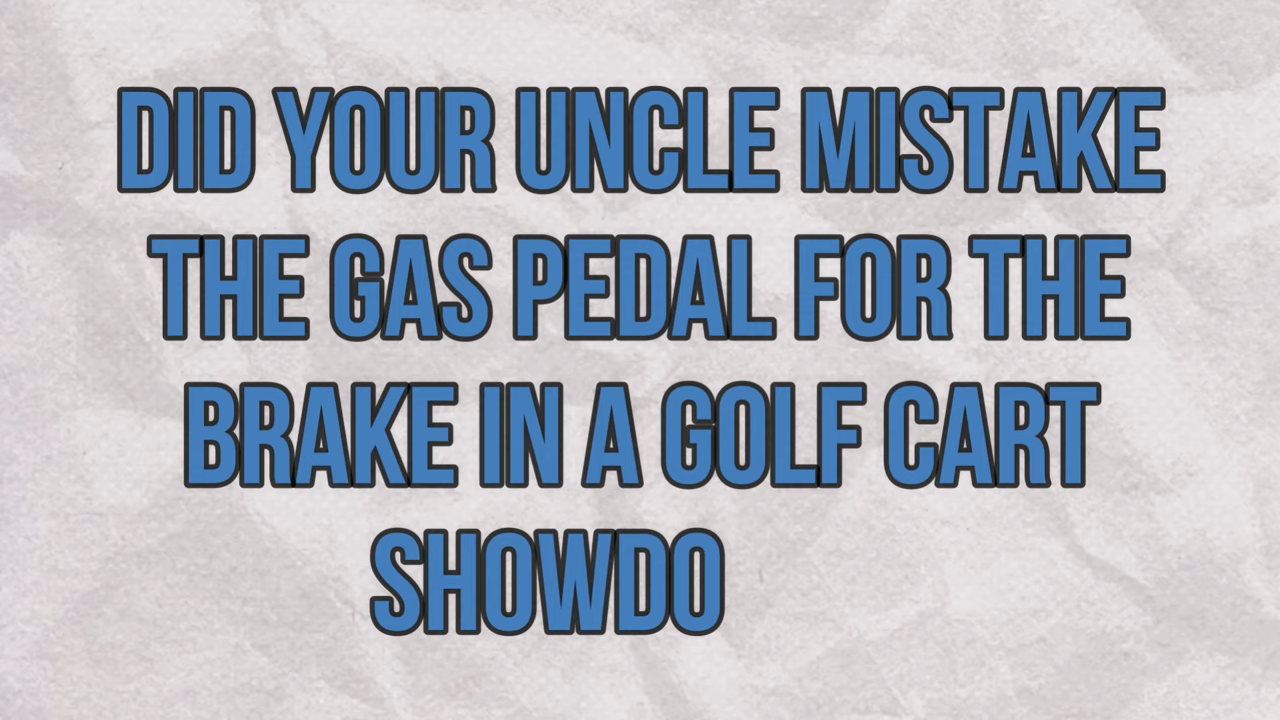 DID YOUR UNCLE MISTAKE
THE GAS PEDAL FOR THE
BRAKE IN A GOLF CART
SHOWDO